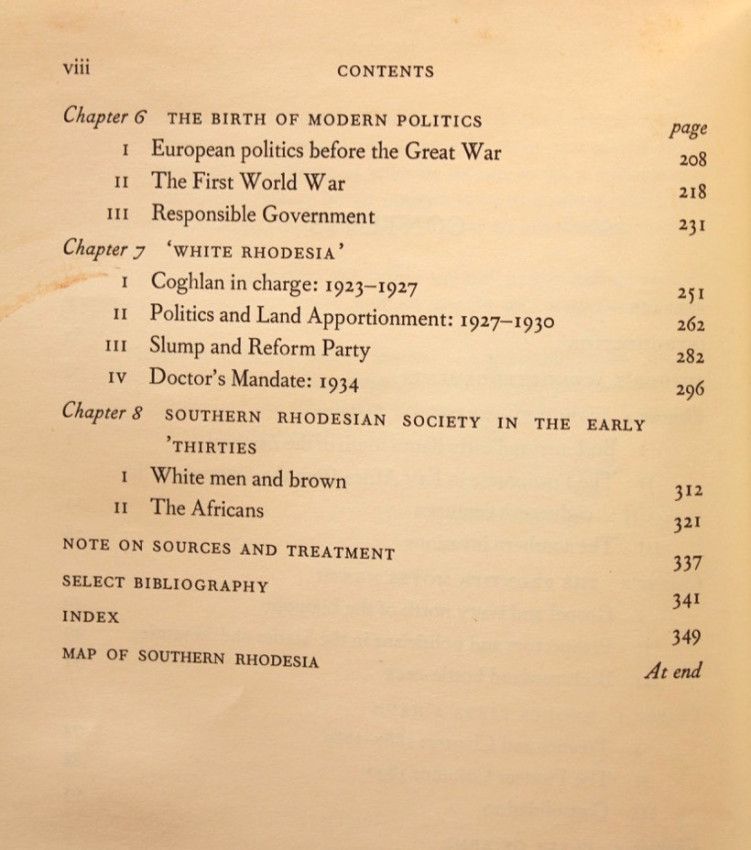 viii CONTENTS
Chapter 6 THE BIRTH OF MODERN POLITICS page
I European politics before the Great War 208
II The First World War 218
III Responsible Government 231
Chapter 7 ‘WHITE RHODESIA’
I Coghlan in charge: 1923–1927 251
II Politics and Land Apportionment: 1927–1930 262
III Slump and Reform Party 282
IV Doctor’s Mandate: 1934 296
Chapter 8 SOUTHERN RHODESIAN SOCIETY IN THE EARLY
’THIRTIES
I White men and brown 312
II The Africans 321
NOTE ON SOURCES AND TREATMENT 337
SELECT BIBLIOGRAPHY 341
INDEX 349
MAP OF SOUTHERN RHODESIA At end